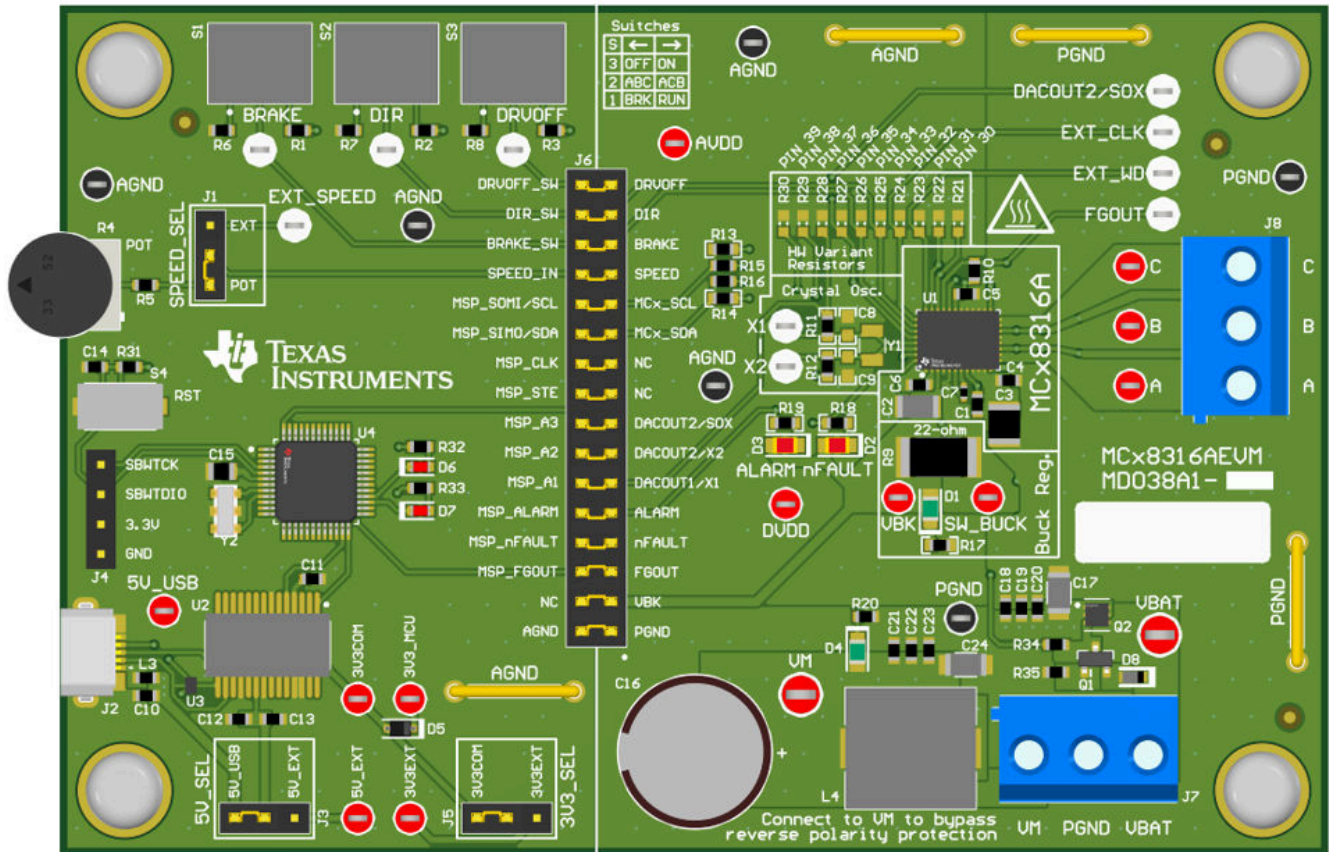 S1
S2
S3
Switches
S ← →
3 OFF ON
2 ABC ACB
1 BRK RUN
AGND
AGND
PGND
BRAKE
DIR
DRVOFF
R6
R1
R7
R2
R8
R3
AVDD
DACOUT2/SOX
EXT_CLK
EXT_WD
FGOUT
PGND
AGND
J1
EXT_SPEED
AGND
SPEED_SEL
EXT
POT
R4
POT
R5
J6
DRVOFF_SW DRVOFF
DIR_SW DIR
BRAKE_SW BRAKE
SPEED_IN SPEED
MSP_SOMI/SCL MCx_SCL
MSP_SIMO/SDA MCx_SDA
MSP_CLK NC
MSP_STE NC
MSP_A3 DACOUT2/SOX
MSP_A2 DACOUT2/X2
MSP_A1 DACOUT1/X1
MSP_ALARM ALARM
MSP_nFAULT nFAULT
MSP_FGOUT FGOUT
NC VBK
AGND PGND
PIN 39
PIN 38
PIN 37
PIN 36
PIN 35
PIN 34
PIN 33
PIN 32
PIN 31
PIN 30
R30
R29
R28
R27
R26
R25
R24
R23
R22
R21
HW Variant
Resistors
R13
R15
R16
R14
Crystal Osc.
X1
X2
R11
R12
C8
C9
Y1
AGND
U1
R10
C5
MCx8316A
C6
C2
C7
C1
C4
C3
J8
C C
B B
A A
R19
R18
D3
D2
ALARM
nFAULT
DVDD
22-ohm
R9
VBK
D1
SW_BUCK
R17
Buck Reg.
MCx8316AEVM
MD038A1-
C14
R31
S4
RST
TEXAS
INSTRUMENTS
U4
R32
D6
R33
D7
C15
Y2
SBWTCK
SBWTDIO
3.3V
GND
J4
5V_USB
U2
C11
J2
L3
C10
U3
C12
C13
3V3COM
3V3_MCU
D5
AGND
5V_SEL
5V_USB
5V_EXT
J3
5V_EXT
3V3EXT
J5
3V3COM
3V3EXT
3V3_SEL
C16
+
VM
R20
D4
C21
C22
C23
PGND
C24
C18
C19
C20
C17
R34
R35
Q2
Q1
D8
VBAT
PGND
L4
J7
Connect to VM to bypass
reverse polarity protection
VM PGND VBAT